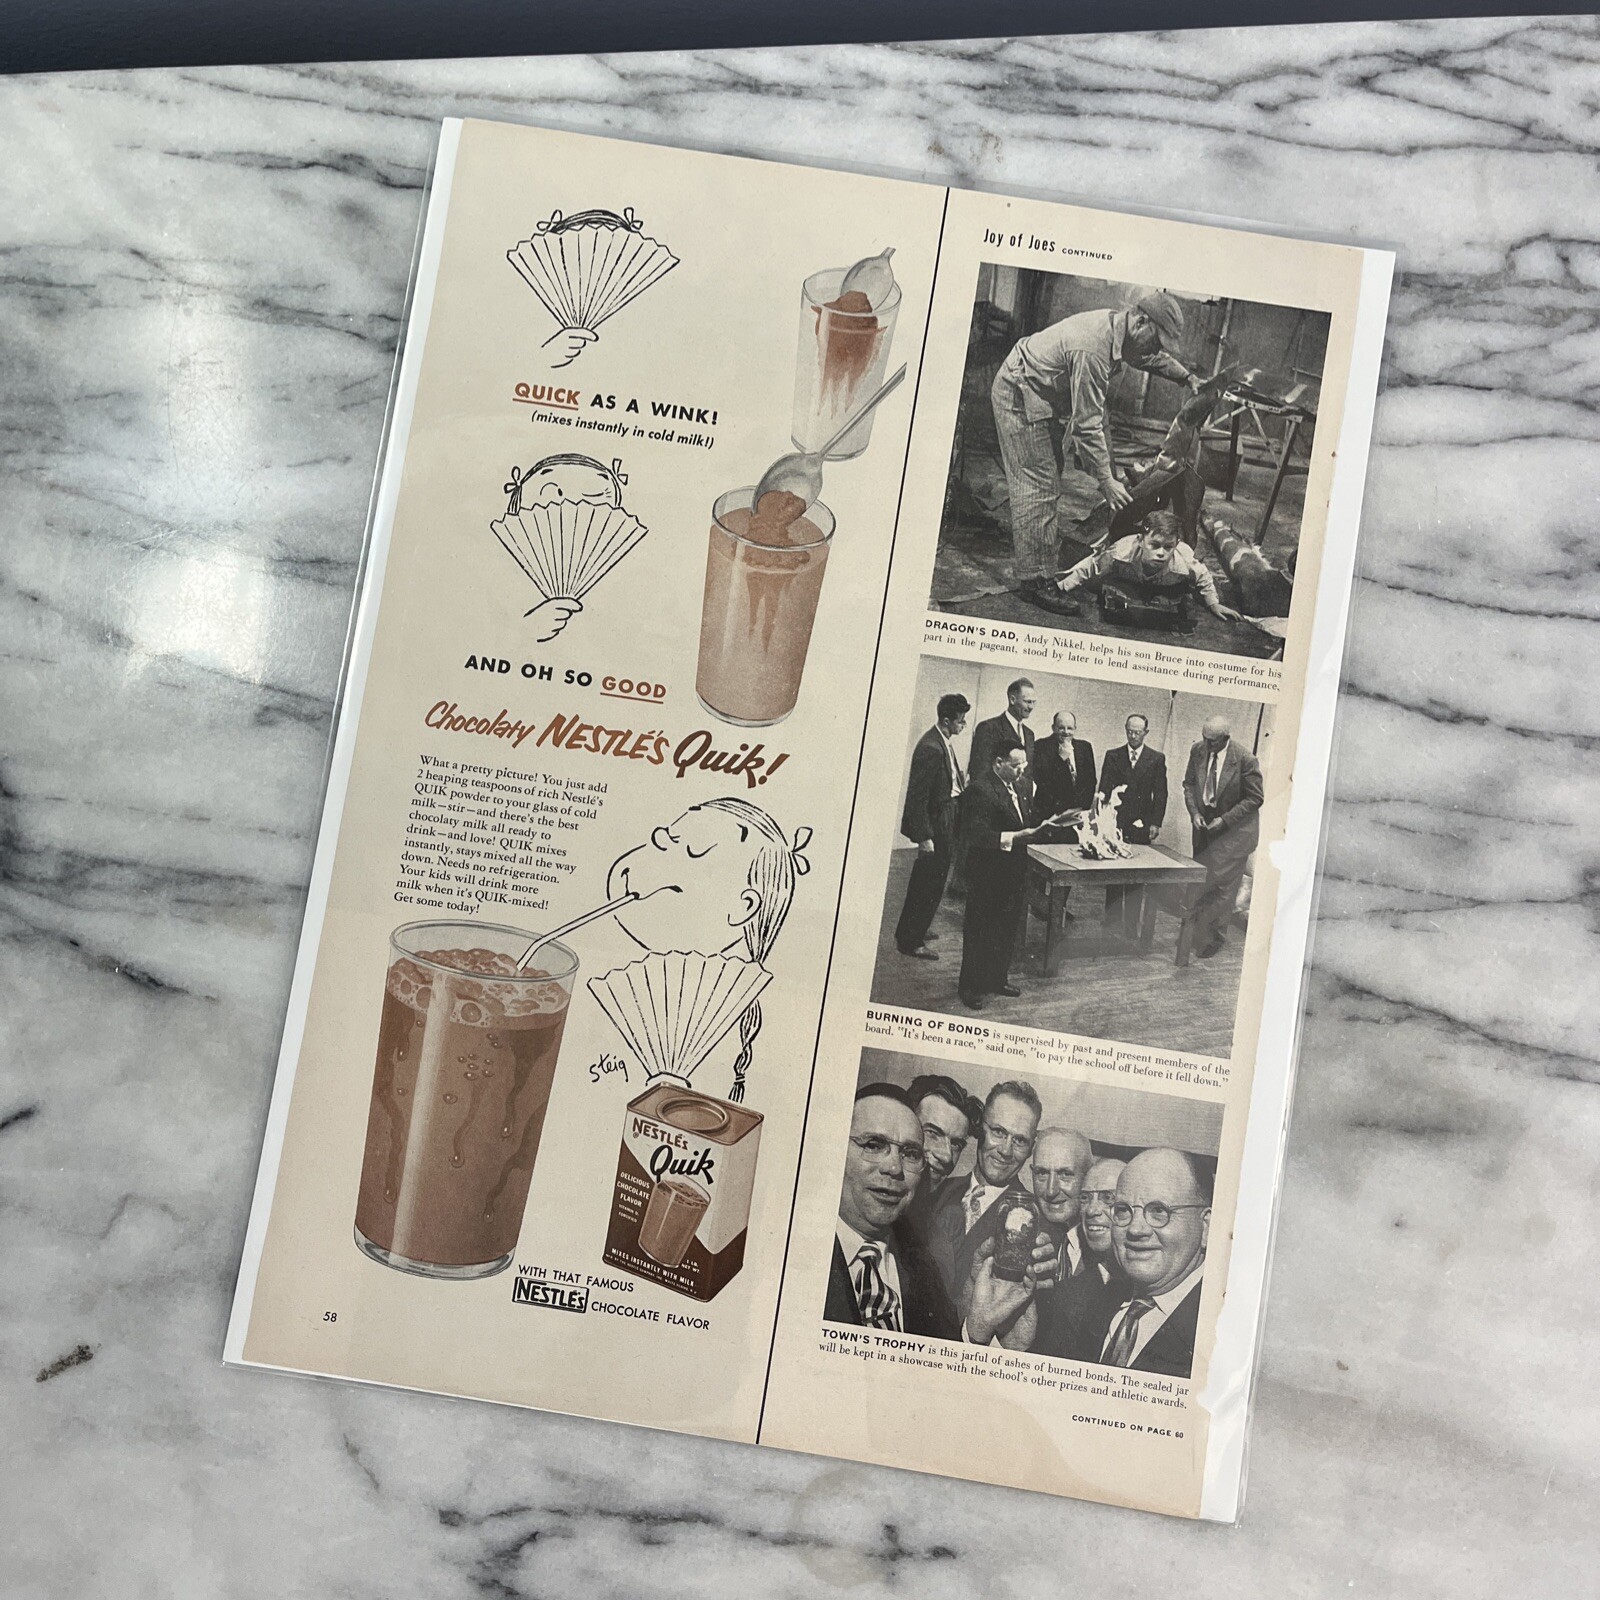 QUICK AS A WINK!
(mixes instantly in cold milk!)
AND OH SO GOOD
Chocolaty NESTLÉ'S Quik!
What a pretty picture! You just add
2 heaping teaspoons of rich Nestlé's
QUIK powder to your glass of cold
milk—stir—and there's the best
chocolaty milk all ready to
drink—and love! QUIK mixes
instantly, stays mixed all the way
down. Needs no refrigeration.
Your kids will drink more
milk when it's QUIK-mixed!
Get some today!
Steig
NESTLÉ'S
Quik
DELICIOUS
CHOCOLATE
FLAVOR
MIXES INSTANTLY WITH MILK
1 LB.
NET WT.
WITH THAT FAMOUS
NESTLÉ'S CHOCOLATE FLAVOR
58
Joy of Joes CONTINUED
DRAGON'S DAD, Andy Nikkel, helps his son Bruce into costume for his
part in the pageant, stood by later to lend assistance during performance.
BURNING OF BONDS is supervised by past and present members of the
board. "It's been a race," said one, "to pay the school off before it fell down."
TOWN'S TROPHY is this jarful of ashes of burned bonds. The sealed jar
will be kept in a showcase with the school's other prizes and athletic awards.
CONTINUED ON PAGE 60